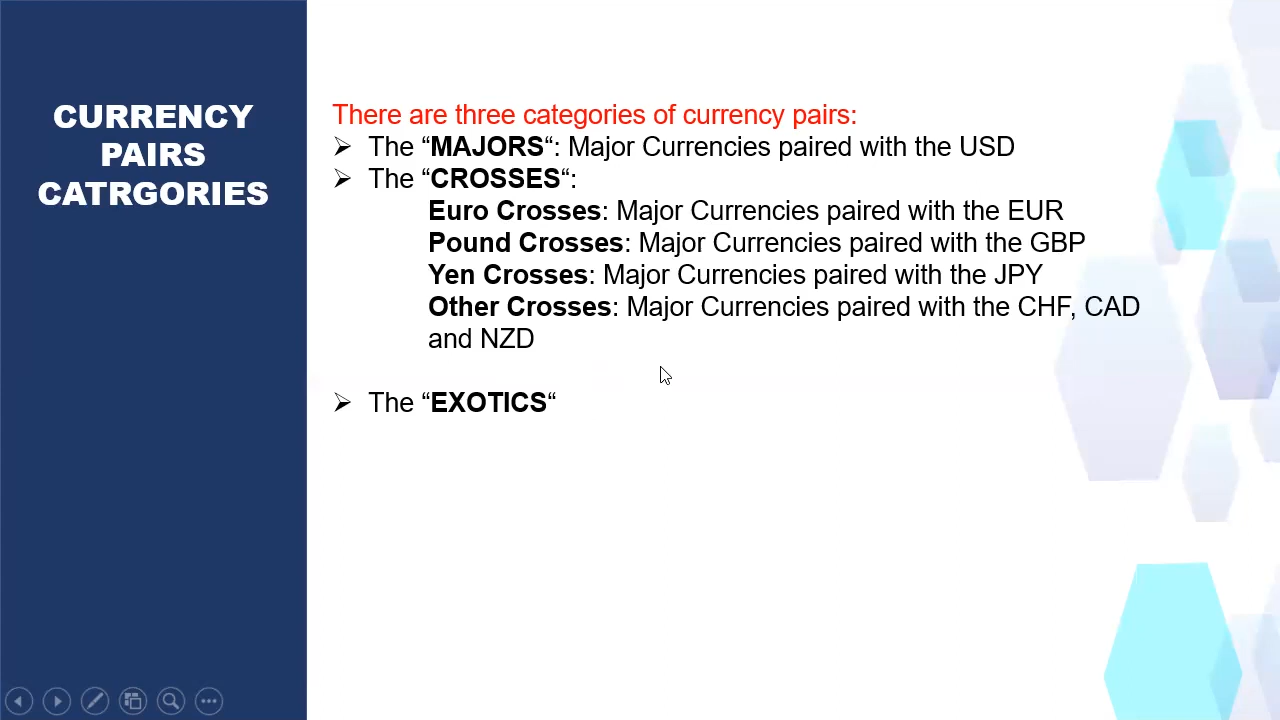 CURRENCY
PAIRS
CATRGORIES
There are three categories of currency pairs:
➢ The “MAJORS“: Major Currencies paired with the USD
➢ The “CROSSES“:
Euro Crosses: Major Currencies paired with the EUR
Pound Crosses: Major Currencies paired with the GBP
Yen Crosses: Major Currencies paired with the JPY
Other Crosses: Major Currencies paired with the CHF, CAD
and NZD
➢ The “EXOTICS“